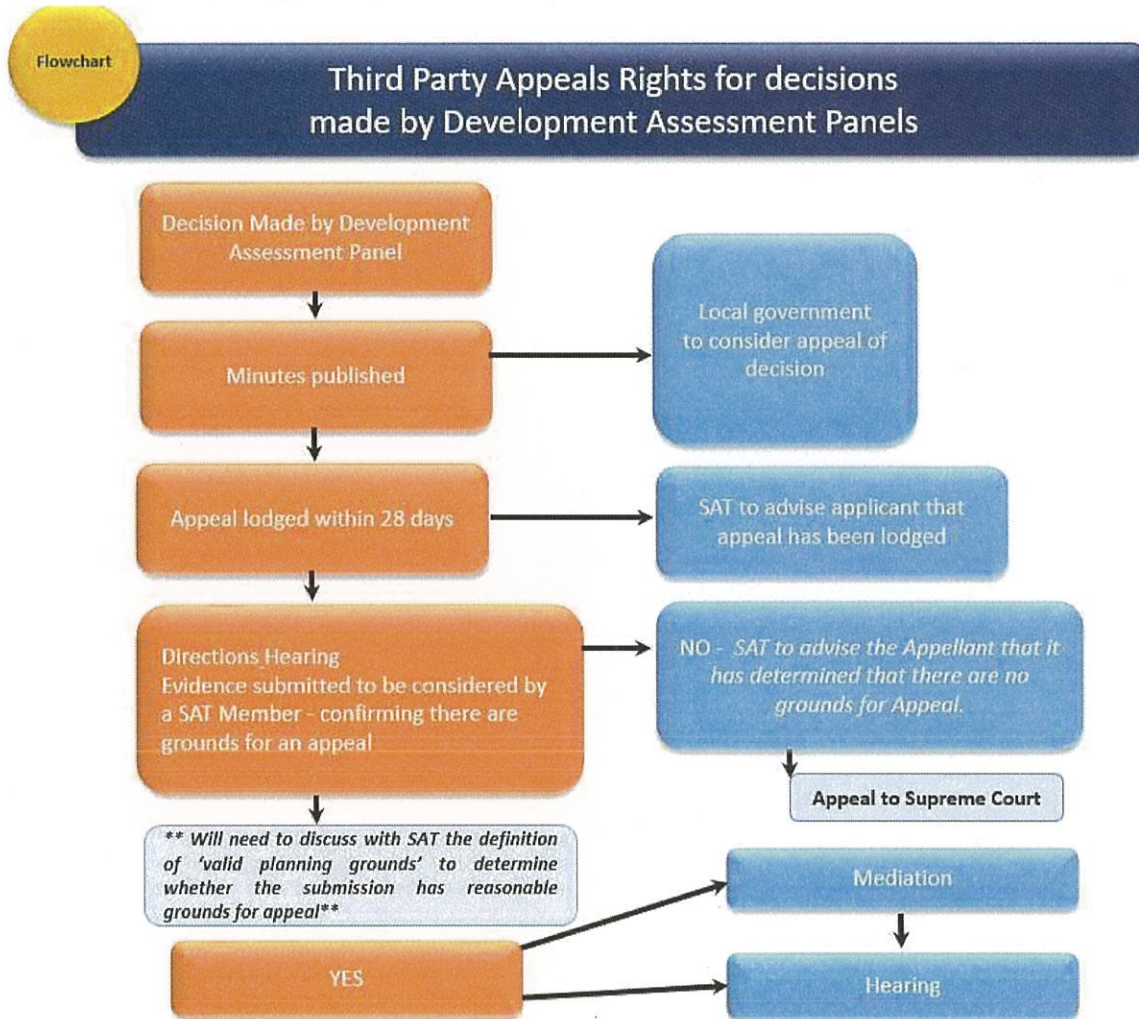 Flowchart
Third Party Appeals Rights for decisions
made by Development Assessment Panels
Decision Made by Development
Assessment Panel
Local government
to consider appeal of
decision
Minutes published
Appeal lodged within 28 days
SAT to advise applicant that
appeal has been lodged
Directions Hearing
Evidence submitted to be considered by
a SAT Member - confirming there are
grounds for an appeal
NO - SAT to advise the Appellant that it
has determined that there are no
grounds for Appeal.
Appeal to Supreme Court
** Will need to discuss with SAT the definition
of ‘valid planning grounds’ to determine
whether the submission has reasonable
grounds for appeal**
Mediation
YES
Hearing